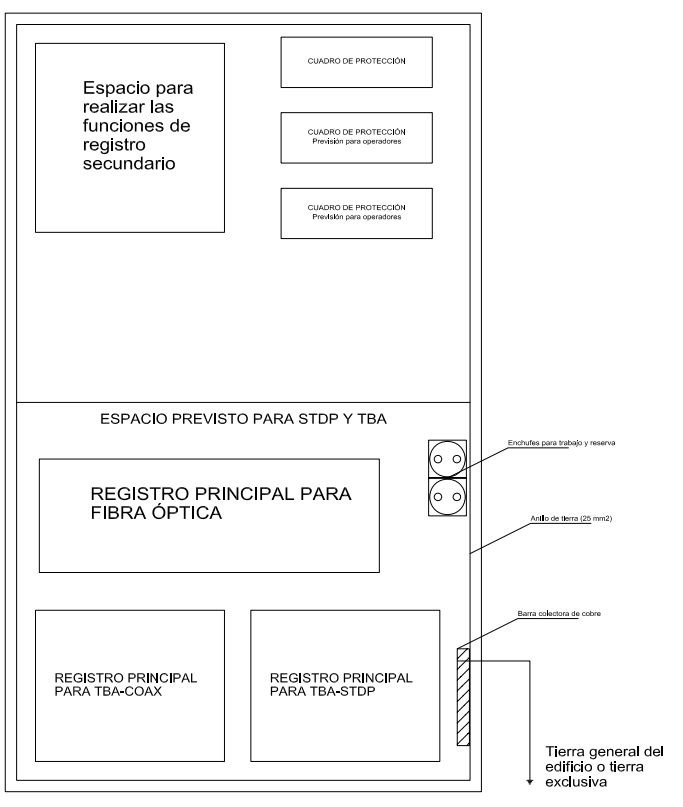 Espacio para
realizar las
funciones de
registro
secundario
CUADRO DE PROTECCIÓN
CUADRO DE PROTECCIÓN
Previsión para operadores
CUADRO DE PROTECCIÓN
Previsión para operadores
ESPACIO PREVISTO PARA STDP Y TBA
Enchufes para trabajo y reserva
REGISTRO PRINCIPAL PARA
FIBRA ÓPTICA
Anillo de tierra (25 mm2)
Barra colectora de cobre
REGISTRO PRINCIPAL
PARA TBA-COAX
REGISTRO PRINCIPAL
PARA TBA-STDP
Tierra general del
edificio o tierra
exclusiva